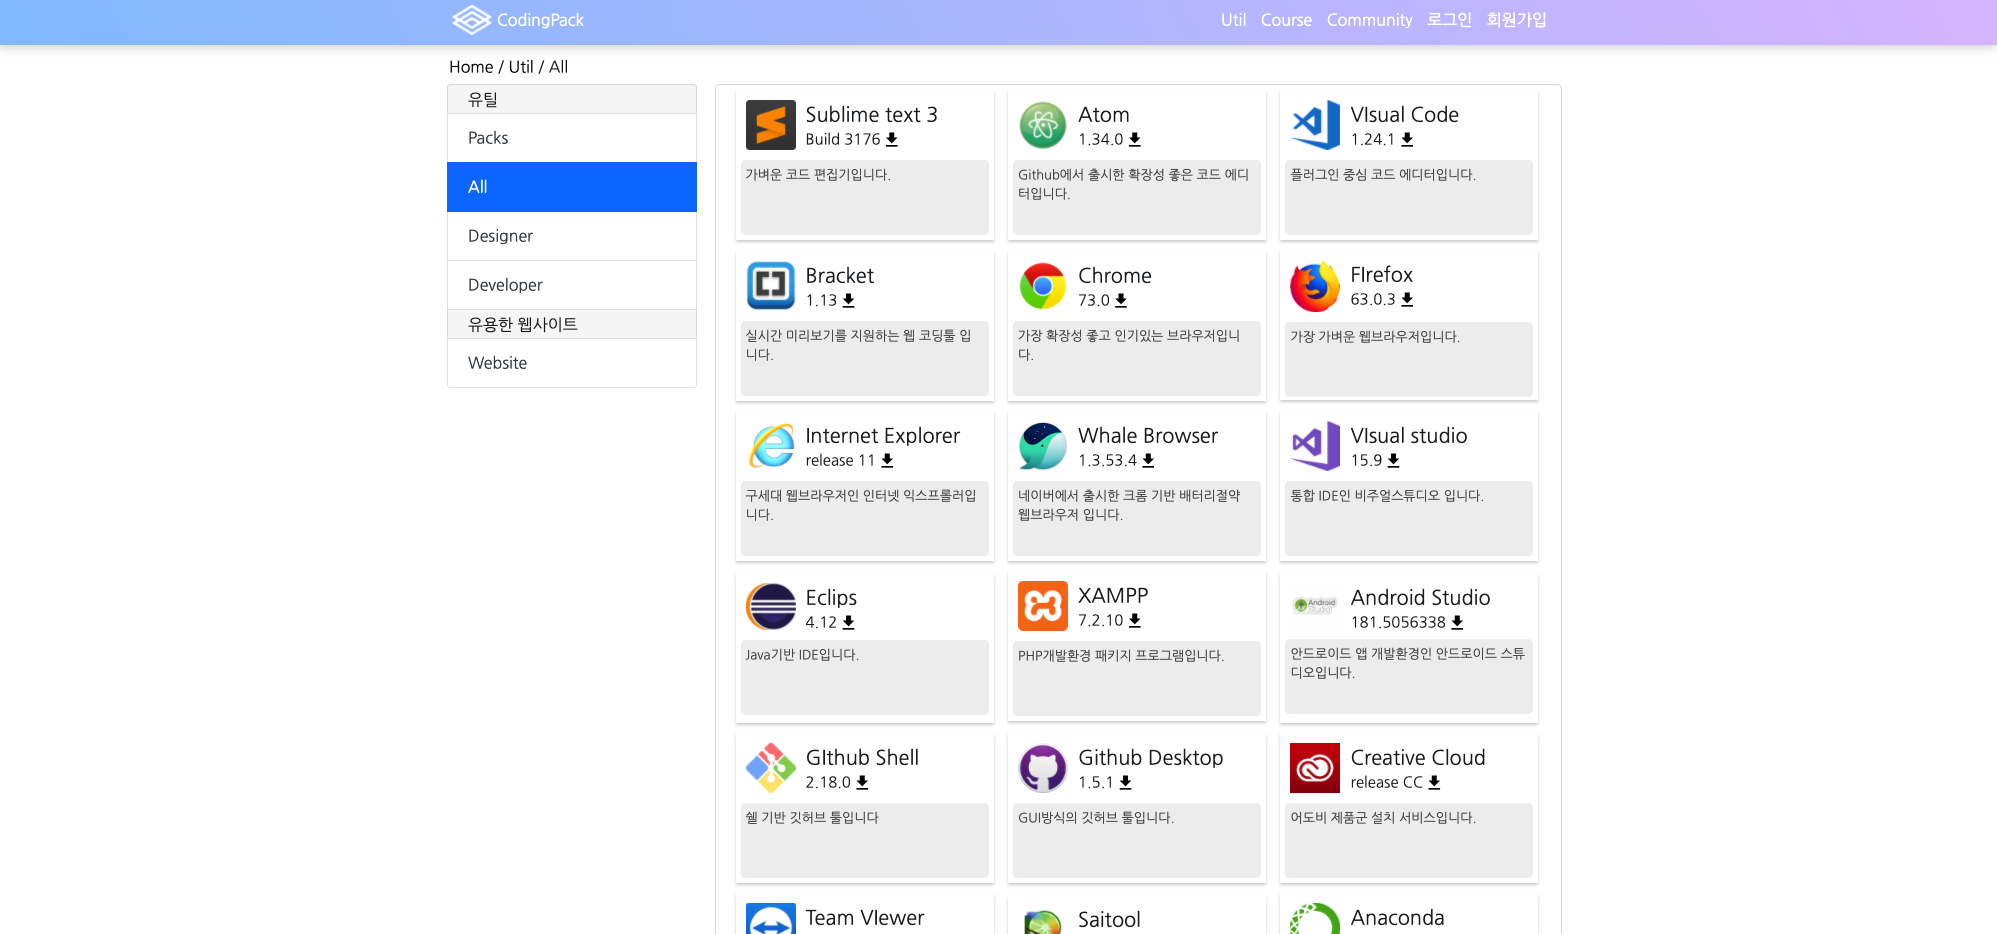 CodingPack
Util Course Community 로그인 회원가입
Home / Util / All
유틸
Packs
All
Designer
Developer
유용한 웹사이트
Website
Sublime text 3
Build 3176
가벼운 코드 편집기입니다.
Atom
1.34.0
Github에서 출시한 확장성 좋은 코드 에디
터입니다.
VIsual Code
1.24.1
플러그인 중심 코드 에디터입니다.
Bracket
1.13
실시간 미리보기를 지원하는 웹 코딩툴 입
니다.
Chrome
73.0
가장 확장성 좋고 인기있는 브라우저입니
다.
FIrefox
63.0.3
가장 가벼운 웹브라우저입니다.
Internet Explorer
release 11
구세대 웹브라우저인 인터넷 익스프롤러입
니다.
Whale Browser
1.3.53.4
네이버에서 출시한 크롬 기반 배터리절약
웹브라우저 입니다.
VIsual studio
15.9
통합 IDE인 비주얼스튜디오 입니다.
Eclips
4.12
Java기반 IDE입니다.
XAMPP
7.2.10
PHP개발환경 패키지 프로그램입니다.
Android
Studio
Android Studio
181.5056338
안드로이드 앱 개발환경인 안드로이드 스튜
디오입니다.
GIthub Shell
2.18.0
쉘 기반 깃허브 툴입니다
Github Desktop
1.5.1
GUI방식의 깃허브 툴입니다.
Creative Cloud
release CC
어도비 제품군 설치 서비스입니다.
Team VIewer
Saitool
Anaconda